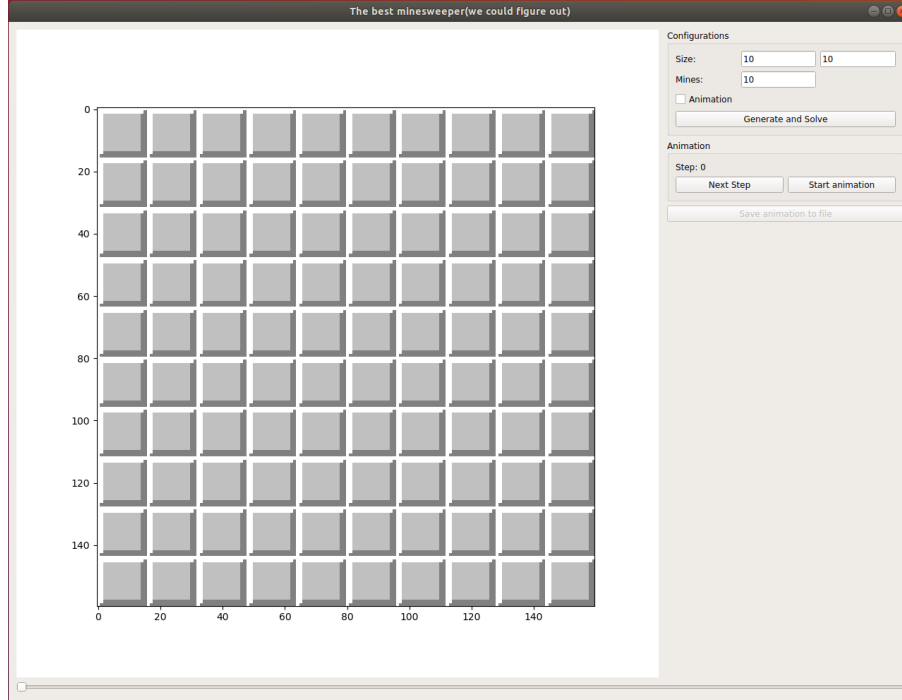 The best minesweeper(we could figure out)
Configurations
Size: 10 10
Mines: 10
Animation
Generate and Solve
Animation
Step: 0
Next Step Start animation
Save animation to file
0
20
40
60
80
100
120
140
0 20 40 60 80 100 120 140